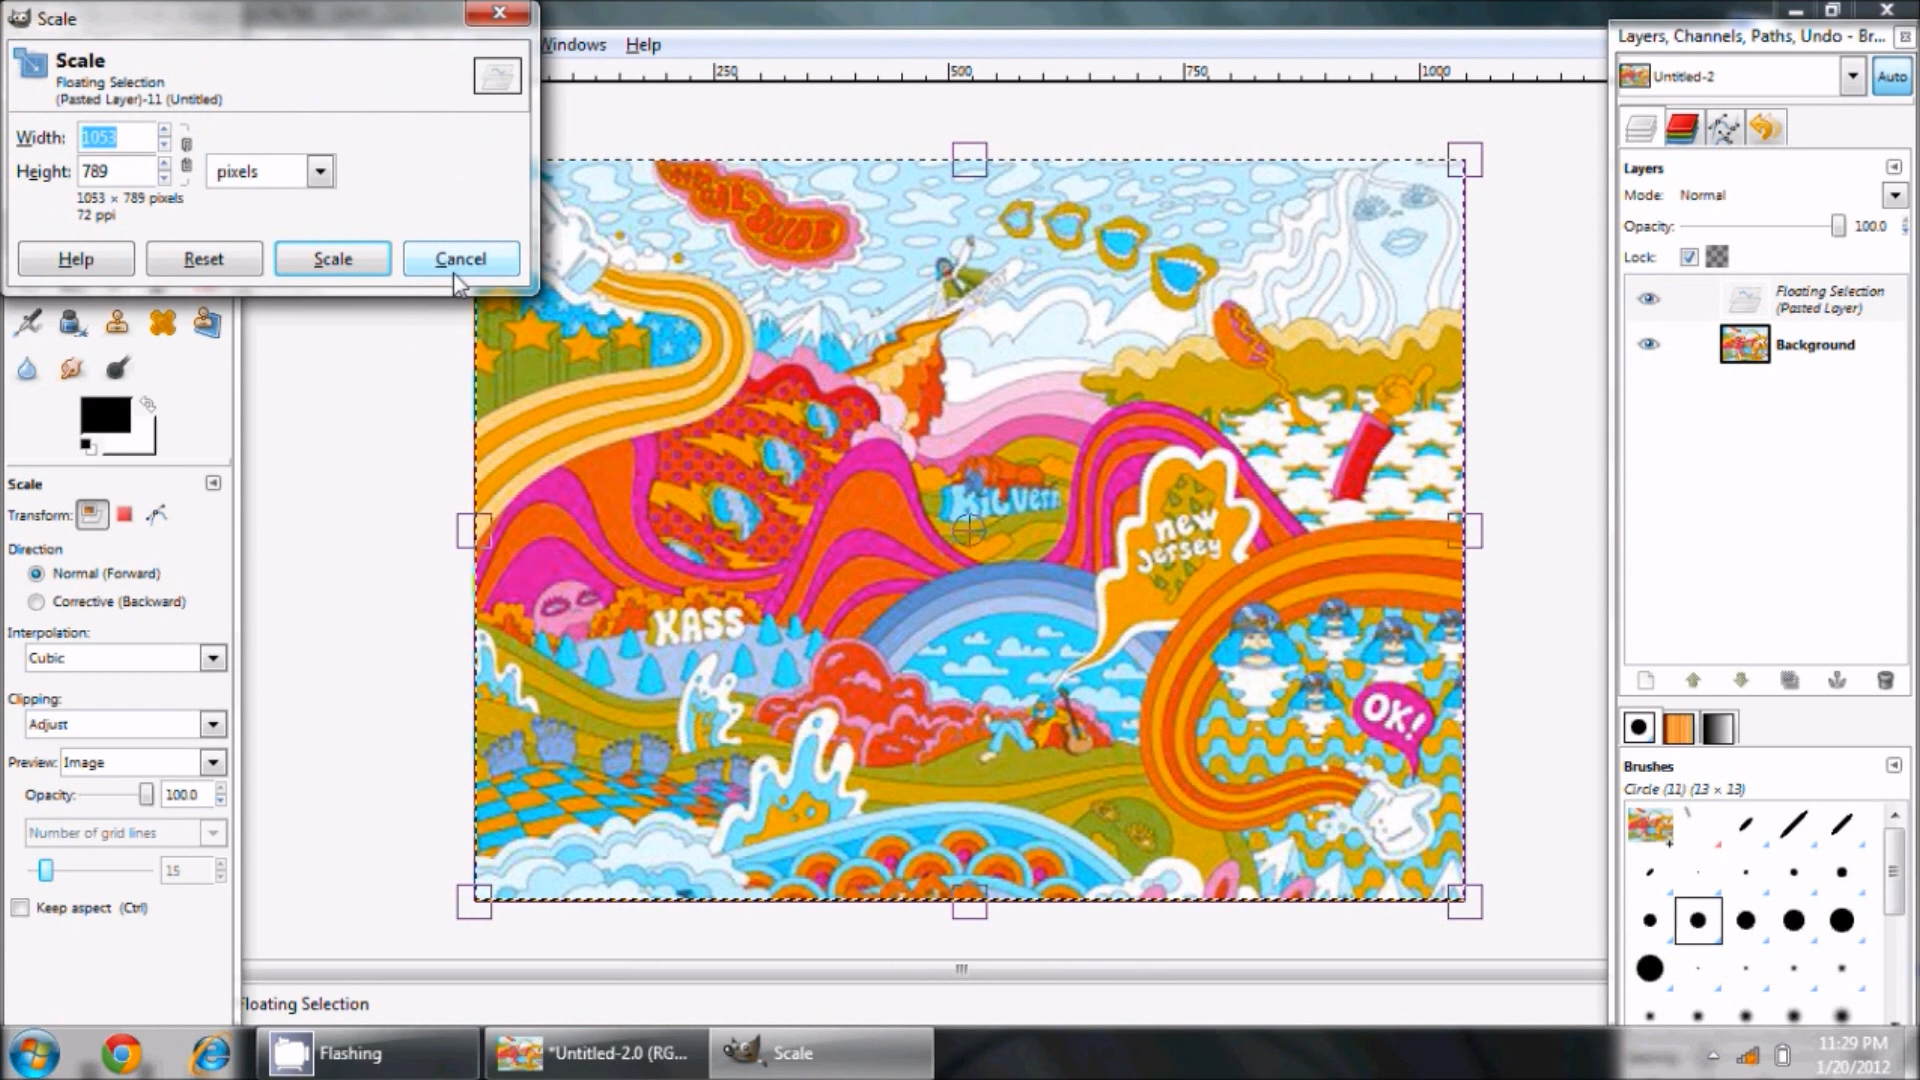 Scale
Scale
Floating Selection
(Pasted Layer)-11 (Untitled)
Width: 1053
Height: 789 pixels
1053 × 789 pixels
72 ppi
Help Reset Scale Cancel
Windows Help
250 500 750 1000
Layers, Channels, Paths, Undo - Br...
Untitled-2 Auto
Layers
Mode: Normal
Opacity: 100.0
Lock:
Floating Selection
(Pasted Layer)
Background
Scale
Transform:
Direction
Normal (Forward)
Corrective (Backward)
Interpolation:
Cubic
Clipping:
Adjust
Preview: Image
Opacity: 100.0
Number of grid lines
15
Keep aspect (Ctrl)
Kilvern
new
jersey
KASS
OK!
Brushes
Circle (11) (13 × 13)
Floating Selection
Flashing
*Untitled-2.0 (RG...
Scale
11:29 PM
1/20/2012